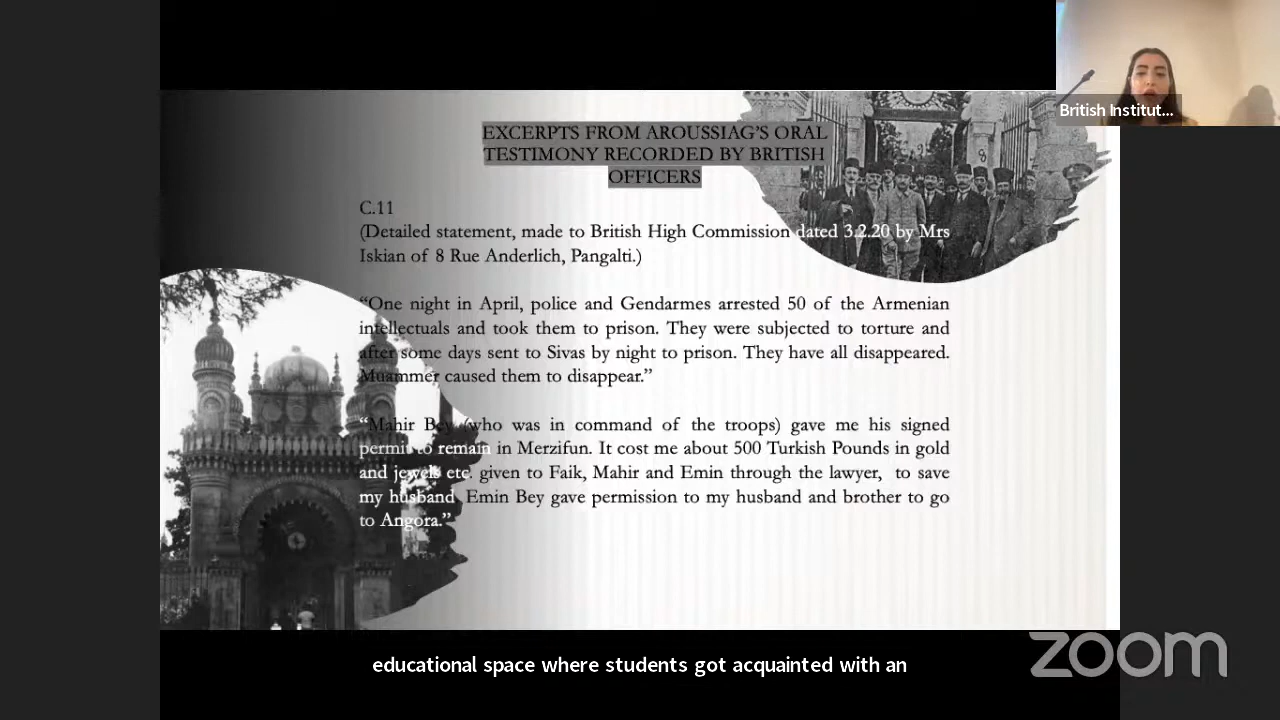 British Institut...
EXCERPTS FROM AROUSSIAG'S ORAL
TESTIMONY RECORDED BY BRITISH
OFFICERS
C.11
(Detailed statement, made to British High Commission dated 3.2.20 by Mrs
Iskian of 8 Rue Anderlich, Pangalti.)
“One night in April, police and Gendarmes arrested 50 of the Armenian
intellectuals and took them to prison. They were subjected to torture and
after some days sent to Sivas by night to prison. They have all disappeared.
Muammer caused them to disappear.”
“Mahir Bey (who was in command of the troops) gave me his signed
permit to remain in Merzifun. It cost me about 500 Turkish Pounds in gold
and jewels etc. given to Faik, Mahir and Emin through the lawyer, to save
my husband Emin Bey gave permission to my husband and brother to go
to Angora.”
educational space where students got acquainted with an
zoom